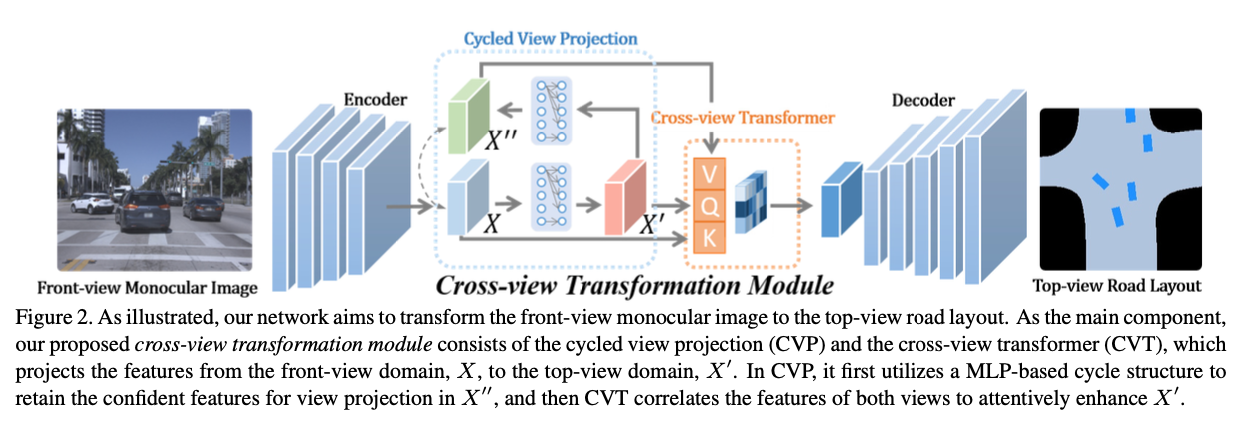 Cycled View Projection
Encoder
Decoder
Cross-view Transformer
X″
V
Q
K
X
X′
Cross-view Transformation Module
Front-view Monocular Image
Top-view Road Layout
Figure 2. As illustrated, our network aims to transform the front-view monocular image to the top-view road layout. As the main component,
our proposed cross-view transformation module consists of the cycled view projection (CVP) and the cross-view transformer (CVT), which
projects the features from the front-view domain, X, to the top-view domain, X′. In CVP, it first utilizes a MLP-based cycle structure to
retain the confident features for view projection in X″, and then CVT correlates the features of both views to attentively enhance X′.